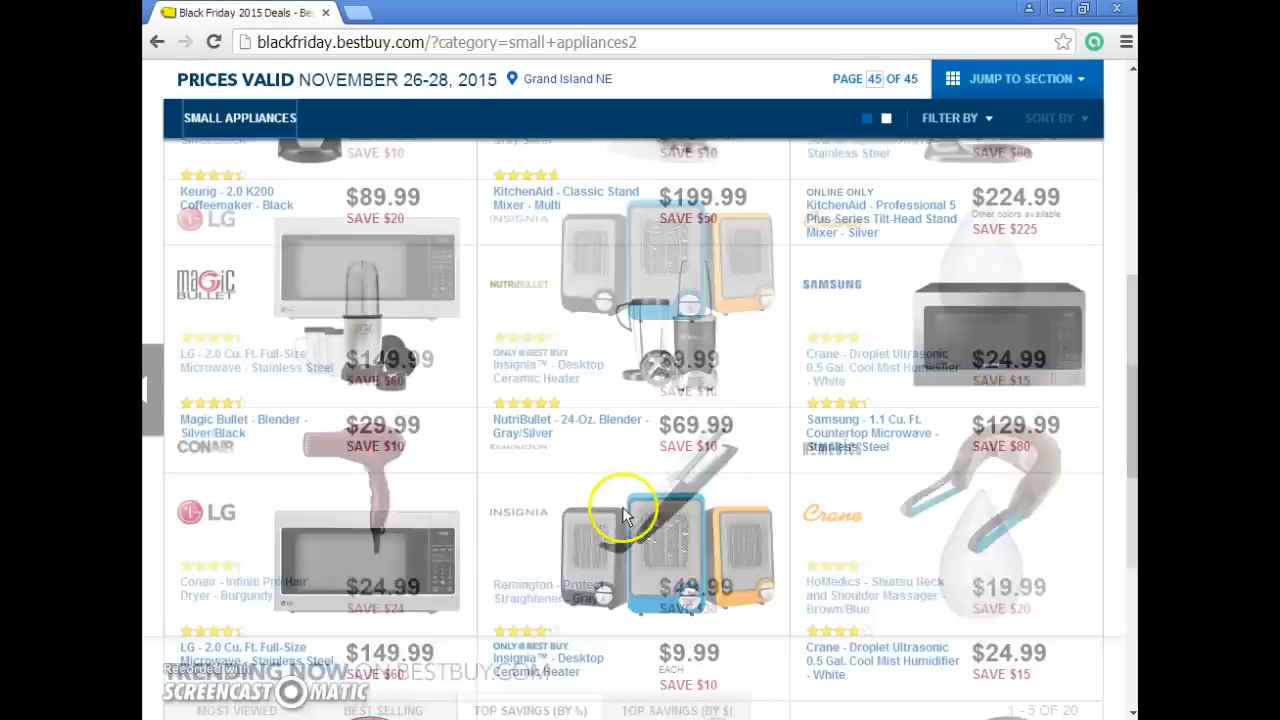 Black Friday 2015 Deals - Be
blackfriday.bestbuy.com/?category=small+appliances2
PRICES VALID NOVEMBER 26-28, 2015 Grand Island NE PAGE 45 OF 45 JUMP TO SECTION
SMALL APPLIANCES FILTER BY SORT BY
SAVE $10 SAVE $10 Stainless Steel SAVE $80
Keurig - 2.0 K200
Coffeemaker - Black
$89.99
SAVE $20
KitchenAid - Classic Stand
Mixer - Multi
$199.99
SAVE $50
ONLINE ONLY
KitchenAid - Professional 5
Plus Series Tilt-Head Stand
Mixer - Silver
$224.99
Other colors available
SAVE $225
LG
INSIGNIA
MAGIC
BULLET
NUTRIBULLET
SAMSUNG
LG - 2.0 Cu. Ft. Full-Size
Microwave - Stainless Steel
$149.99
SAVE $60
ONLY@BEST BUY
Insignia™ - Desktop
Ceramic Heater
9.99
SAVE $10
Crane - Droplet Ultrasonic
0.5 Gal. Cool Mist Humidifier
- White
$24.99
SAVE $15
Magic Bullet - Blender -
Silver/Black
$29.99
SAVE $10
NutriBullet - 24-Oz. Blender -
Gray/Silver
$69.99
SAVE $10
Samsung - 1.1 Cu. Ft.
Countertop Microwave -
Stainless Steel
$129.99
SAVE $80
CONAIR
REMINGTON
HOMEDICS
LG
INSIGNIA
Crane
Conair - Infiniti Pro Hair
Dryer - Burgundy
$24.99
SAVE $24
Remington - Protect
Straightener - Gray
$49.99
SAVE $30
HoMedics - Shiatsu Neck
and Shoulder Massager -
Brown/Blue
$19.99
SAVE $20
LG - 2.0 Cu. Ft. Full-Size
Microwave - Stainless Steel
$149.99
SAVE $60
ONLY@BEST BUY
Insignia™ - Desktop
Ceramic Heater
$9.99
EACH
SAVE $10
Crane - Droplet Ultrasonic
0.5 Gal. Cool Mist Humidifier
- White
$24.99
SAVE $15
TRENDING NOW ON BESTBUY.COM
Recorded with
SCREENCAST MATIC
MOST VIEWED BEST SELLING TOP SAVINGS (BY %) TOP SAVINGS (BY $) 1 - 5 OF 20